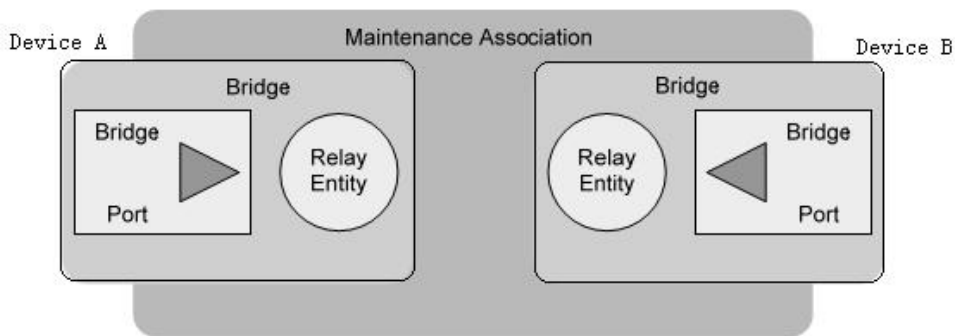 Maintenance Association
Device A
Device B
Bridge
Bridge
Port
Relay
Entity
Bridge
Relay
Entity
Bridge
Port